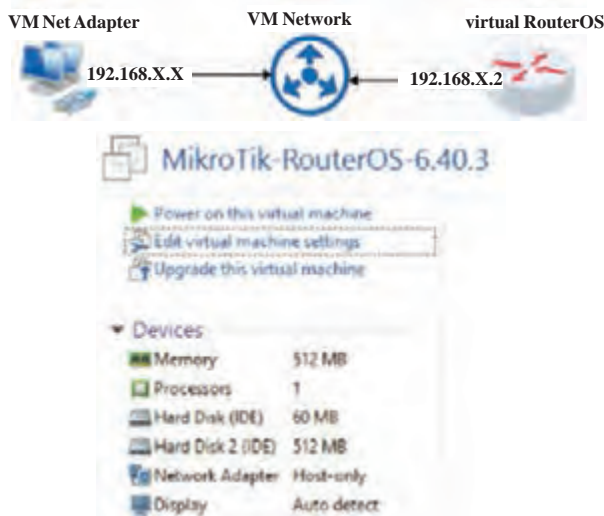 VM Net Adapter VM Network virtual RouterOS
192.168.X.X 192.168.X.2
MikroTik-RouterOS-6.40.3
Power on this virtual machine
Edit virtual machine settings
Upgrade this virtual machine
Devices
Memory 512 MB
Processors 1
Hard Disk (IDE) 60 MB
Hard Disk 2 (IDE) 512 MB
Network Adapter Host-only
Display Auto detect